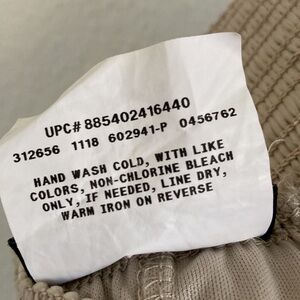 UPC# 885402416440
312656 1118 602941-P 0456762
HAND WASH COLD, WITH LIKE
COLORS, NON-CHLORINE BLEACH
ONLY, IF NEEDED, LINE DRY,
WARM IRON ON REVERSE